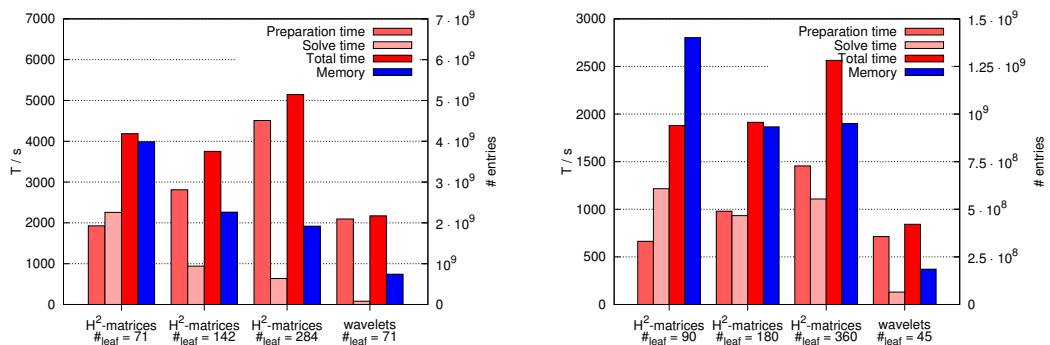 7000
6000
5000
4000
3000
2000
1000
0
T / s
Preparation time
Solve time
Total time
Memory
7 · 10⁹
6 · 10⁹
5 · 10⁹
4 · 10⁹
3 · 10⁹
2 · 10⁹
10⁹
0
# entries
H²-matrices H²-matrices H²-matrices wavelets
#leaf = 71 #leaf = 142 #leaf = 284 #leaf = 71
3000
2500
2000
1500
1000
500
0
T / s
Preparation time
Solve time
Total time
Memory
1.5 · 10⁹
1.25 · 10⁹
10⁹
7.5 · 10⁸
5 · 10⁸
2.5 · 10⁸
0
# entries
H²-matrices H²-matrices H²-matrices wavelets
#leaf = 90 #leaf = 180 #leaf = 360 #leaf = 45